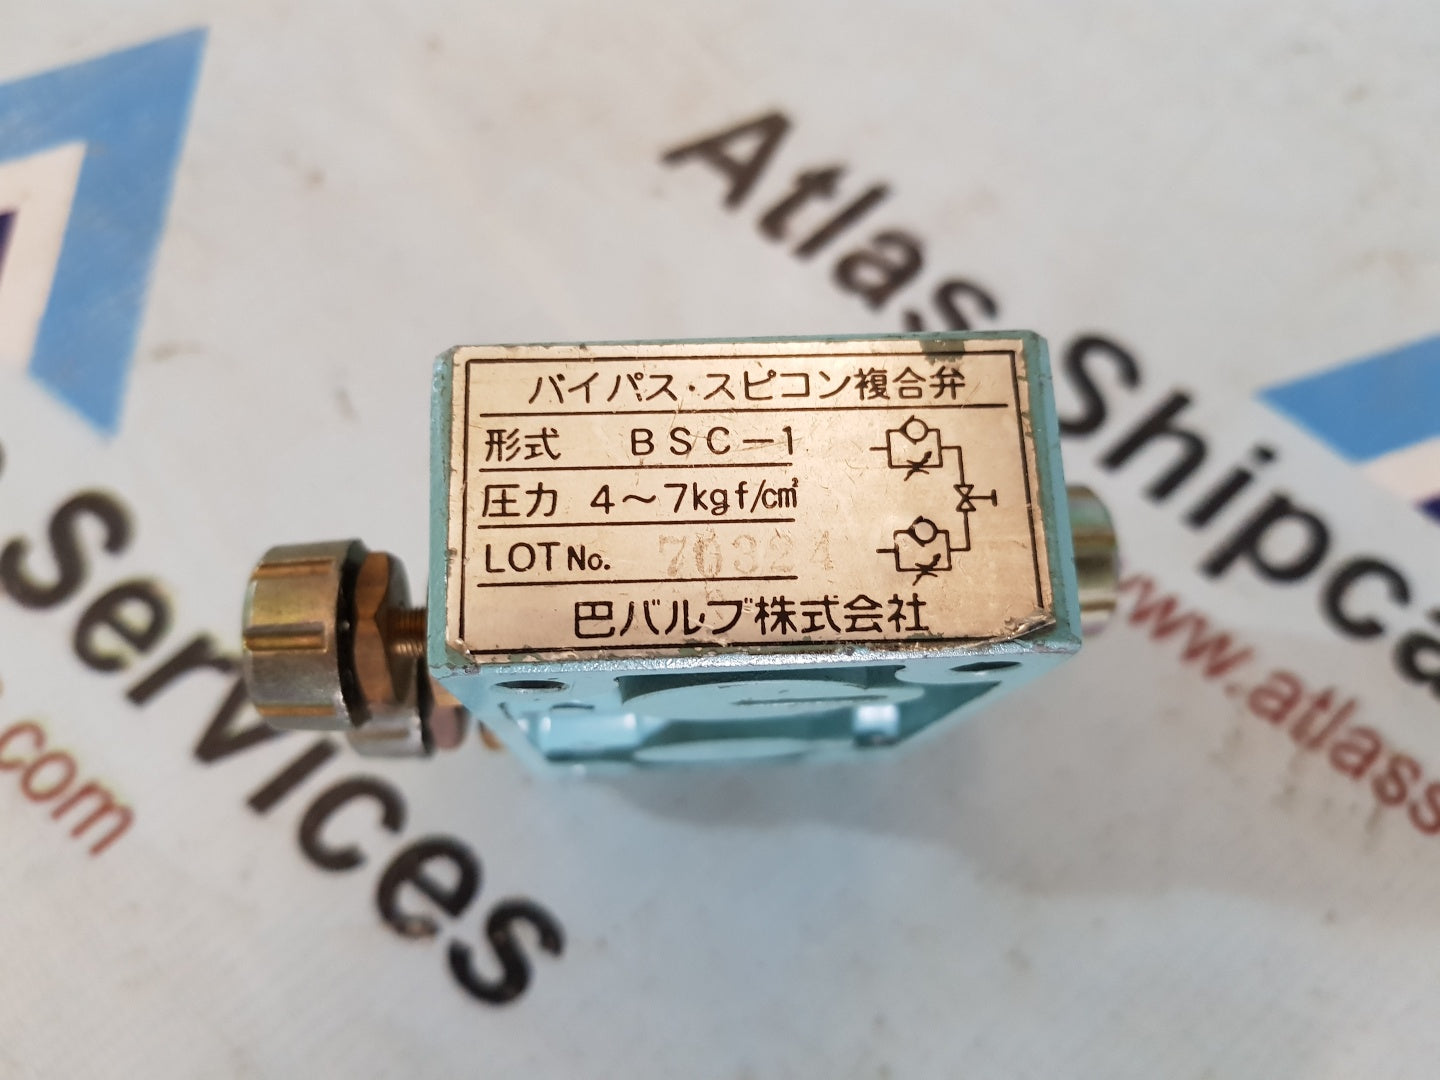 バイパス・スピコン複合弁
形式 BSC-1
圧力 4～7kgf/cm²
LOT No. 76324
巴バルブ株式会社
Atlas Shipca
www.atlass
Services
.com